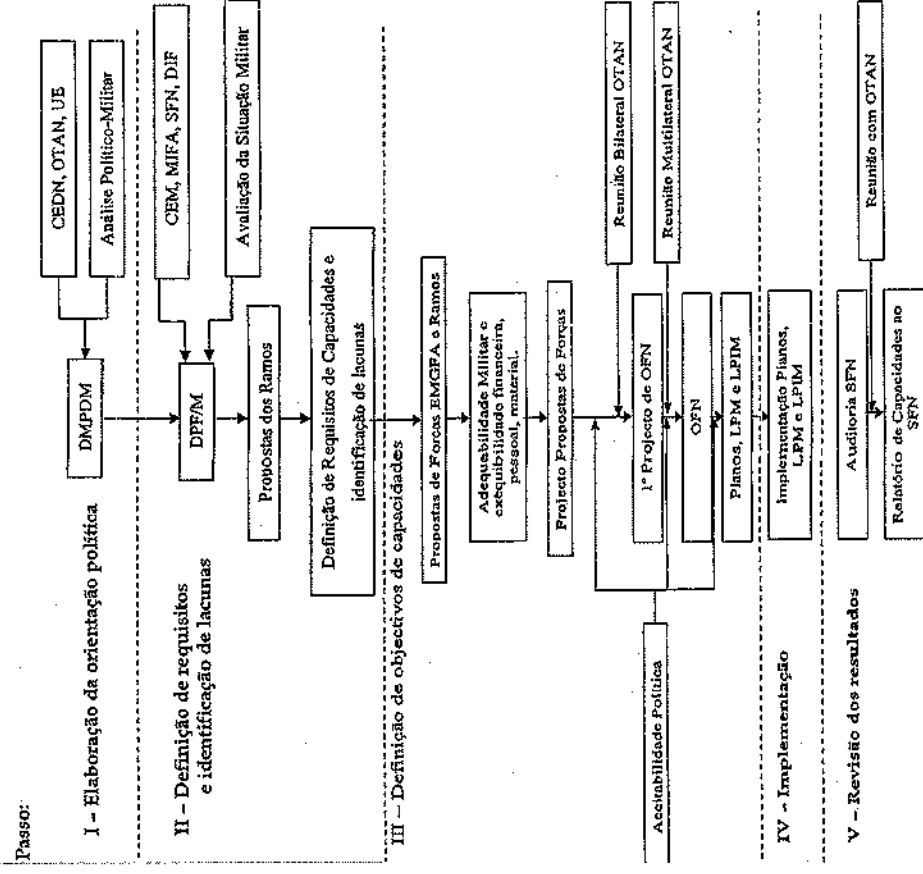 Passo:
I – Elaboração da orientação política
CEDN, OTAN, UE
Análise Político-Militar
DMPDM
II – Definição de requisitos
e identificação de lacunas
CEM, MIFA, SFN, DIF
Avaliação da Situação Militar
DPF/M
Propostas dos Ramos
Definição de Requisitos de Capacidades e
identificação de lacunas
III – Definição de objectivos de capacidades
Propostas de Forças EMGFA e Ramos
Adequabilidade Militar e
exequibilidade financeira,
pessoal, material.
Projecto Propostas de Forças
Reunião Bilateral OTAN
1º Projecto de OFN
Reunião Multilateral OTAN
OFN
Aceitabilidade Política
Planos, LPM e LPIM
IV – Implementação
Implementação Planos,
LPM e LPIM
V – Revisão dos resultados
Auditoria SFN
Reunião com OTAN
Relatório de Capacidades no
SFN